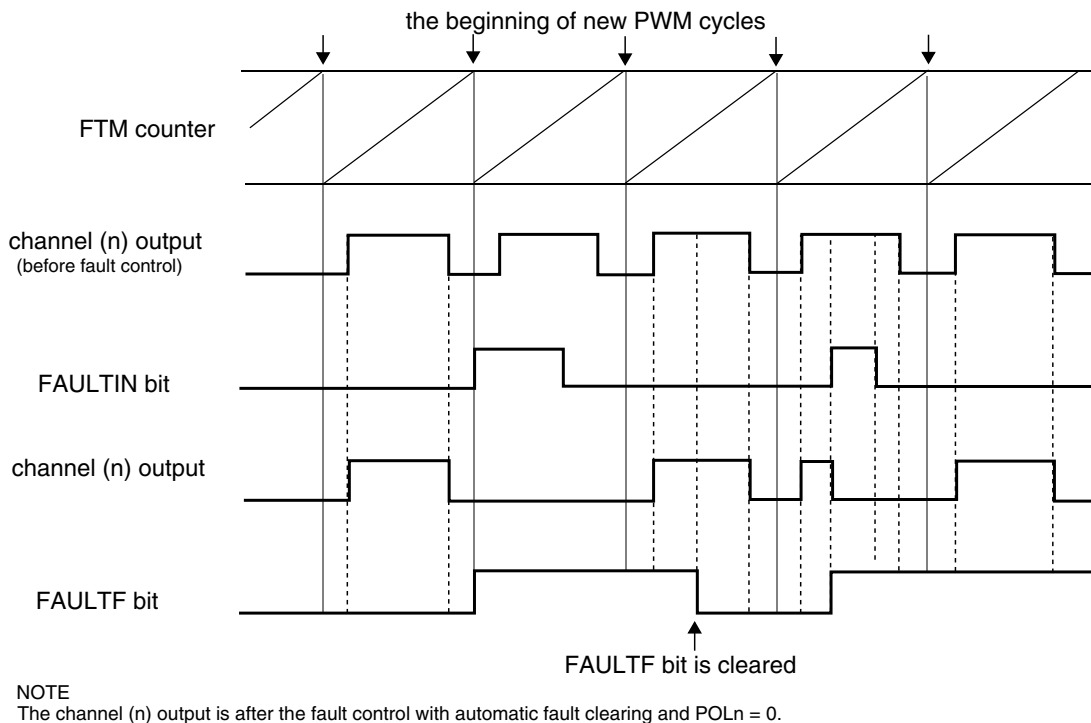 the beginning of new PWM cycles
FTM counter
channel (n) output
(before fault control)
FAULTIN bit
channel (n) output
FAULTF bit
FAULTF bit is cleared
NOTE
The channel (n) output is after the fault control with automatic fault clearing and POLn = 0.